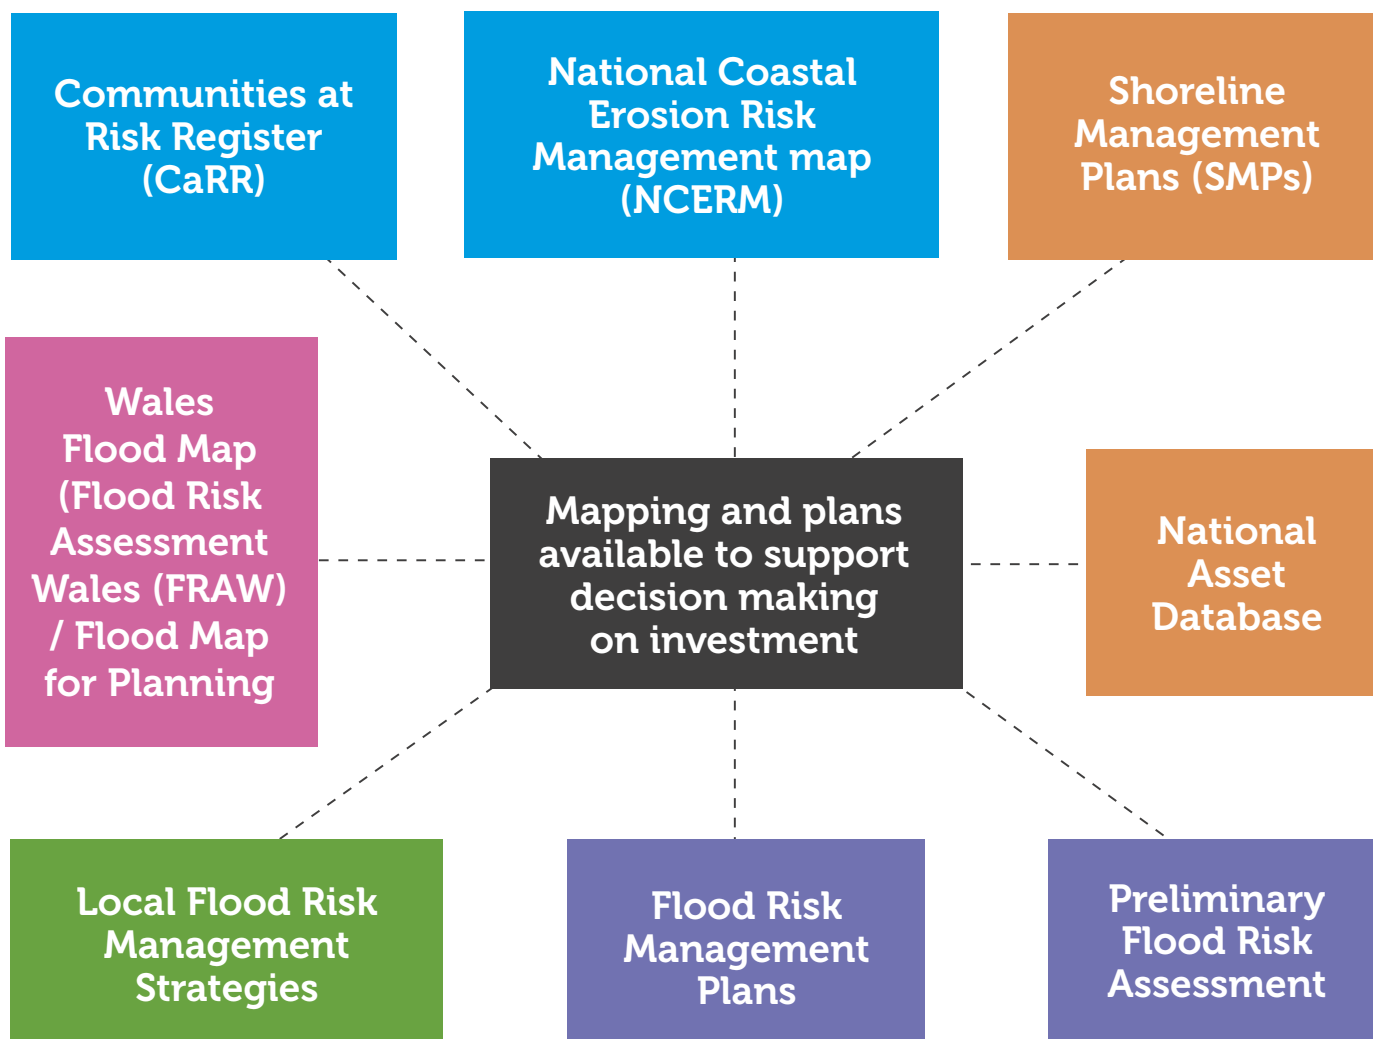 Communities at
Risk Register
(CaRR)
National Coastal
Erosion Risk
Management map
(NCERM)
Shoreline
Management
Plans (SMPs)
Wales
Flood Map
(Flood Risk
Assessment
Wales (FRAW)
/ Flood Map
for Planning
Mapping and plans
available to support
decision making
on investment
National
Asset
Database
Local Flood Risk
Management
Strategies
Flood Risk
Management
Plans
Preliminary
Flood Risk
Assessment